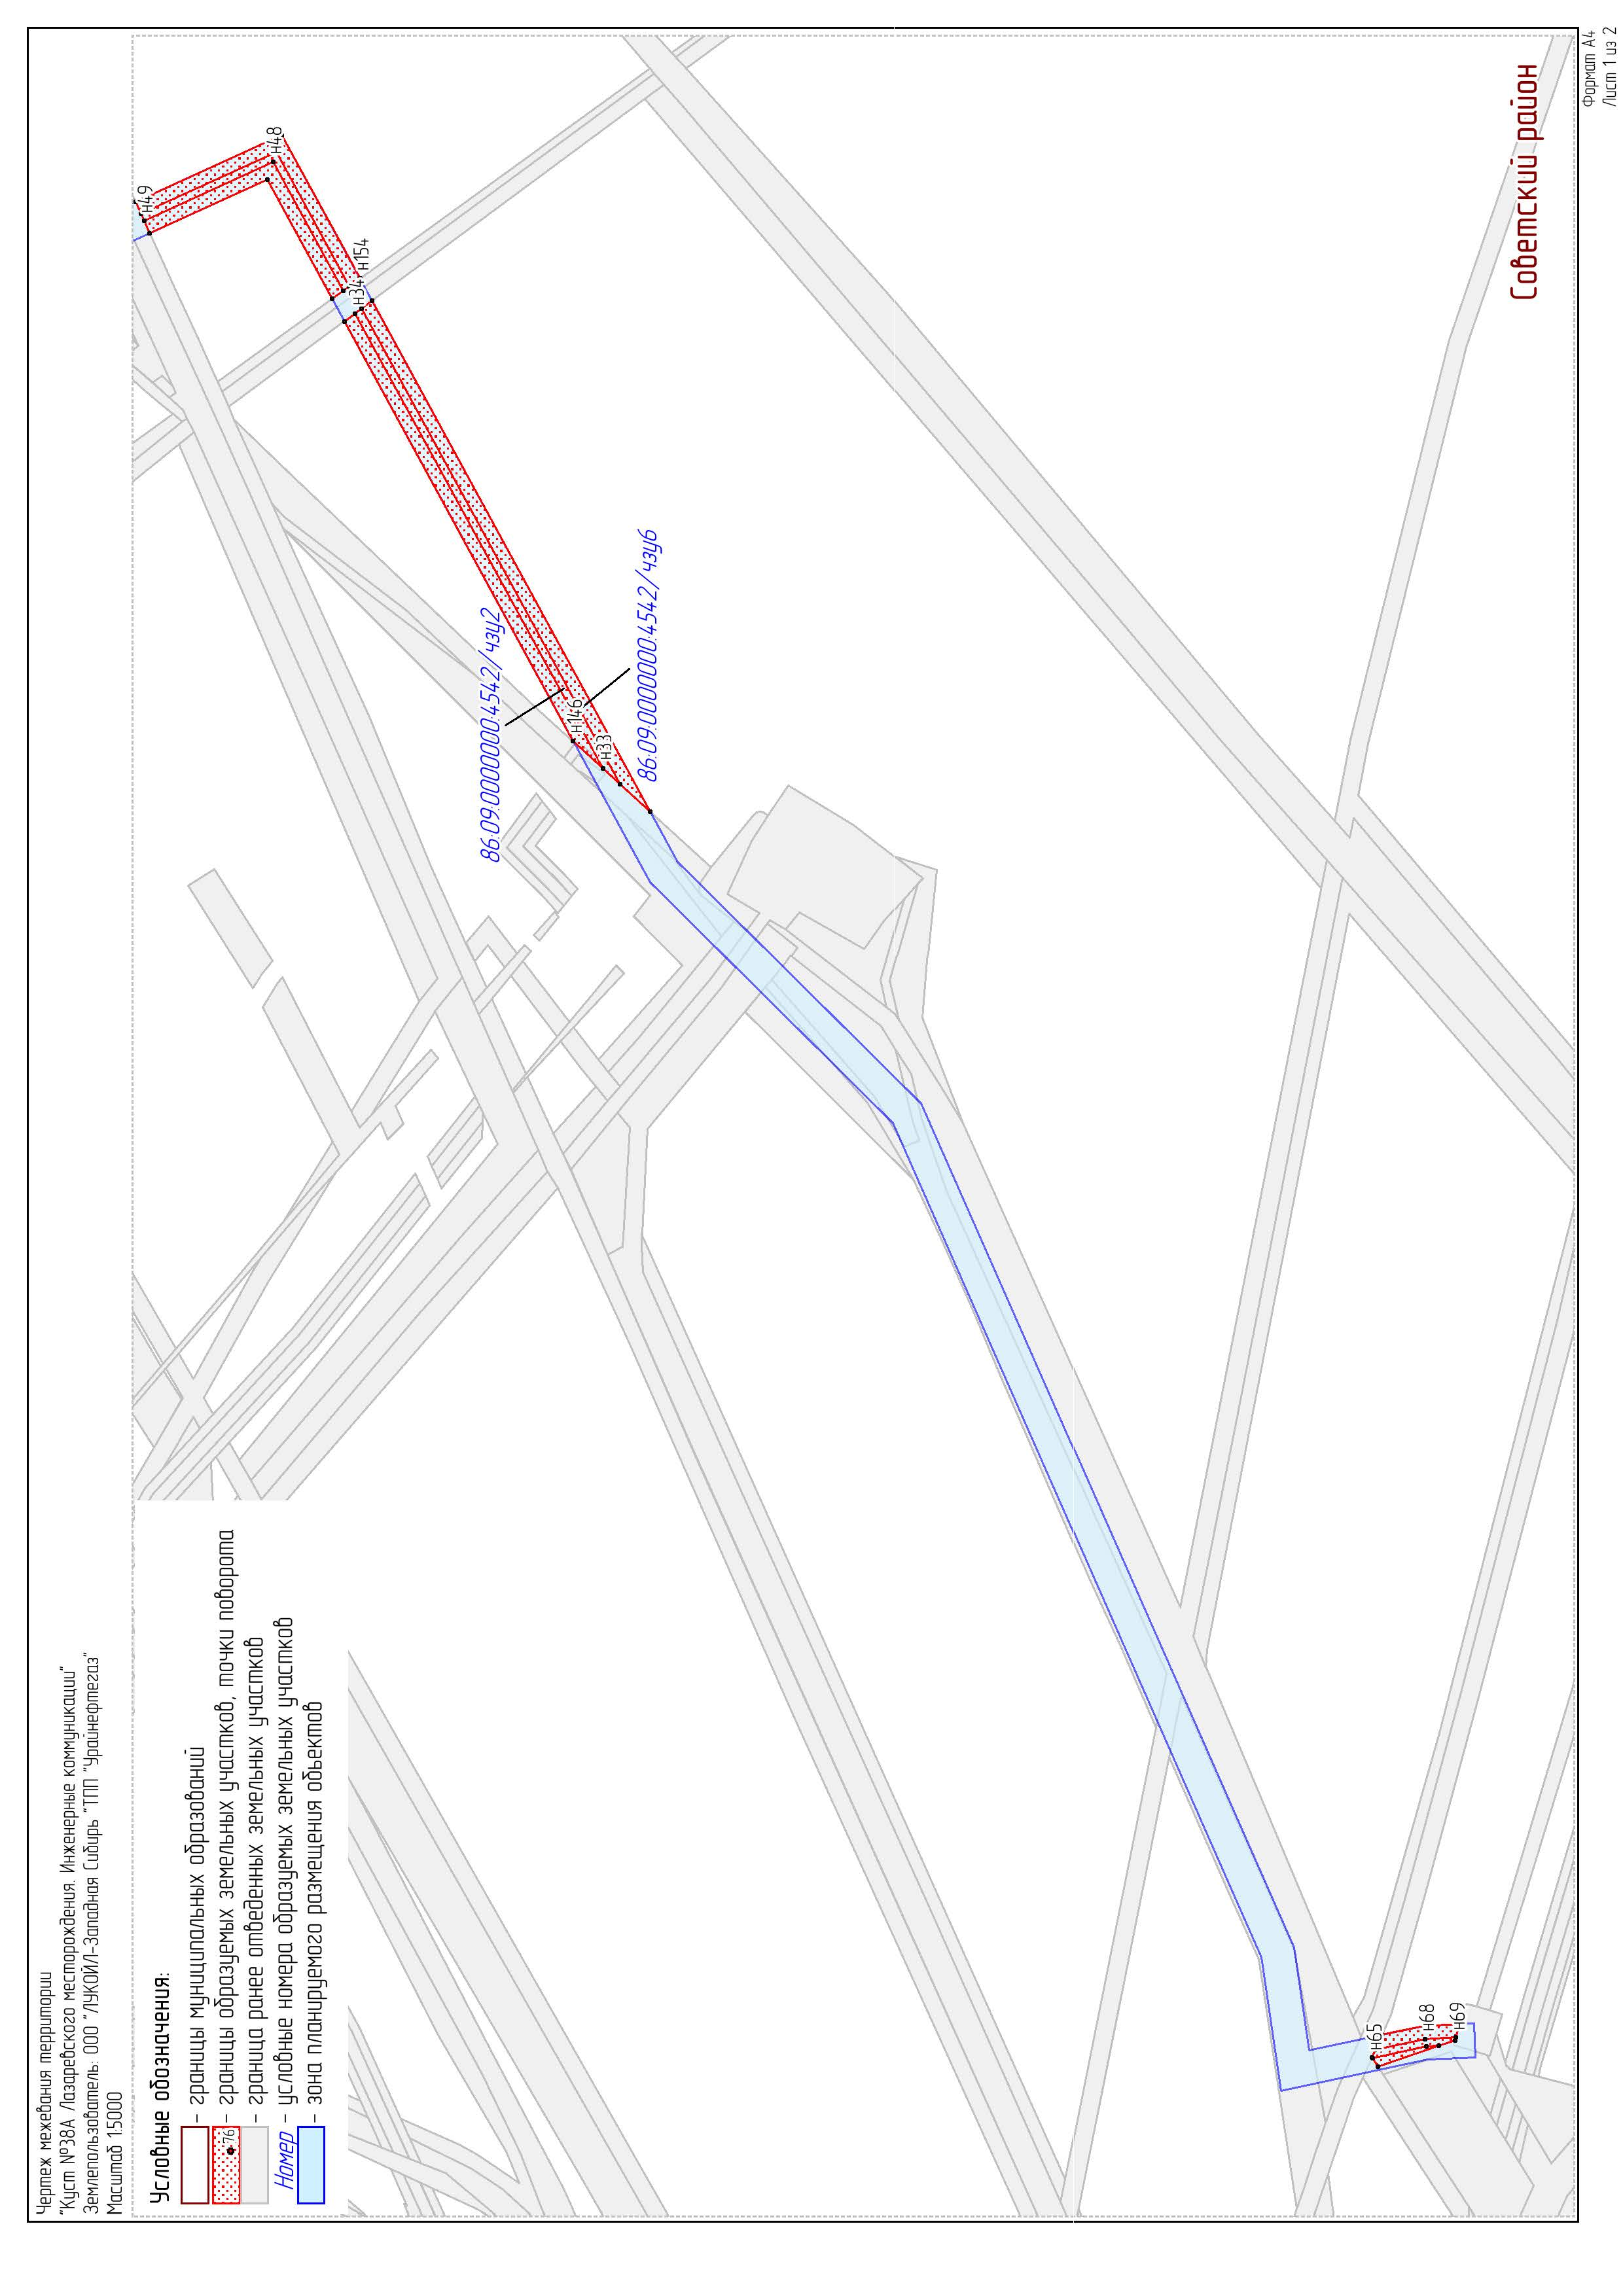 Чертеж межевания территории
"Куст №38А Лазаревского месторождения. Инженерные коммуникации"
Землепользователь: ООО "ЛУКОЙЛ-Западная Сибирь "ТПП "Урайнефтегаз"
Масштаб 1:5000
Условные обозначения:
– границы муниципальных образований
76 – границы образуемых земельных участков, точки поворота
– граница ранее отведенных земельных участков
Номер – условные номера образуемых земельных участков
– зона планируемого размещения объектов
н49
н48
н154
н34
86:09:0000000:4542/чзу2
86:09:0000000:4542/чзу6
н146
н33
н65
н68
н69
Советский район
Формат А4
Лист 1 из 2